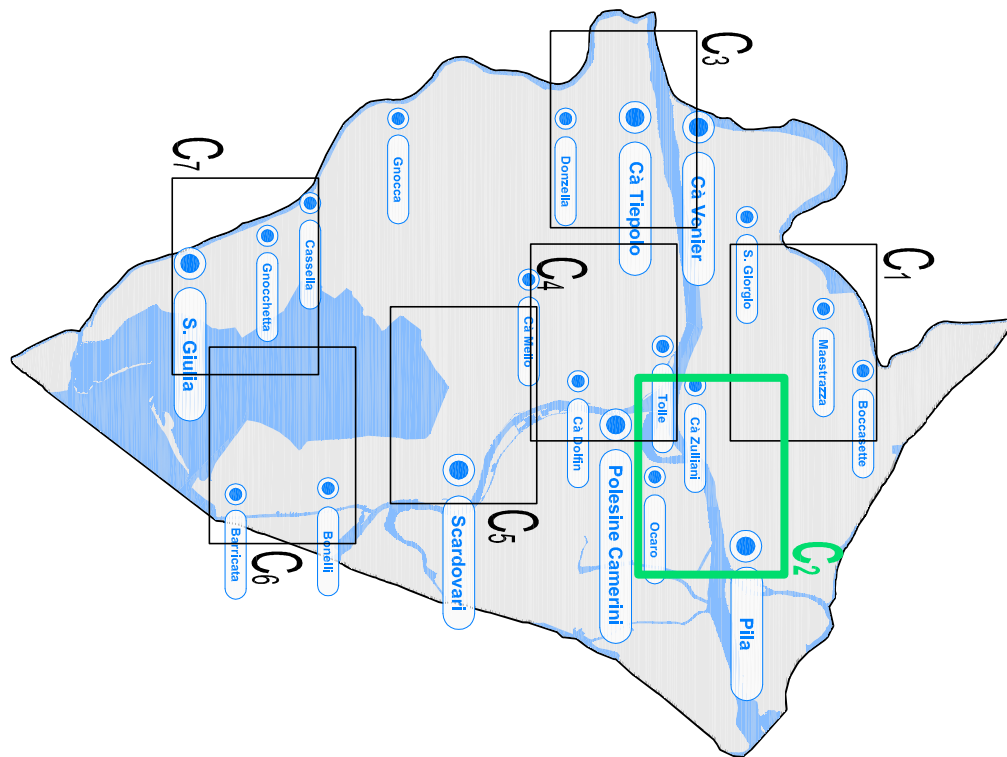 C1
Boccasette
Maestrazza
C2
S. Giorgio
Pila
C3
Cà Venier
Cà Zulliani
Tolle
Ocaro
Cà Tiepolo
Polesine Camerini
Cà Dolfin
Donzella
C4
Cà Mello
C5
Scardovari
Gnocca
Bonelli
Cassella
Gnocchetta
C6
Barricata
C7
S. Giulia